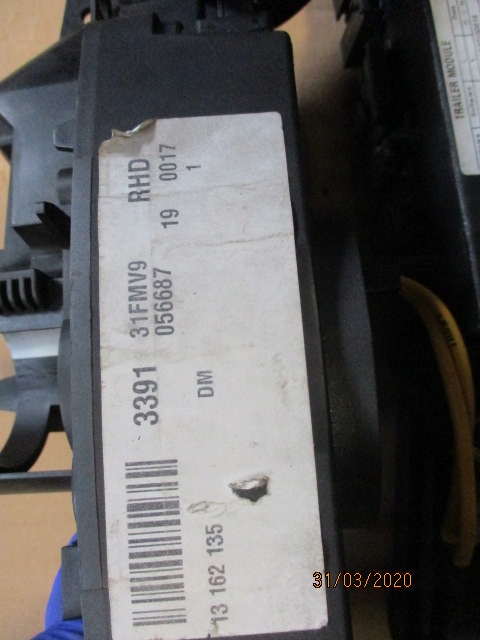 3391 31FMV9 RHD
056687 19 0017
DM 1
13 162 135
TRAILER MODULE
31/03/2020